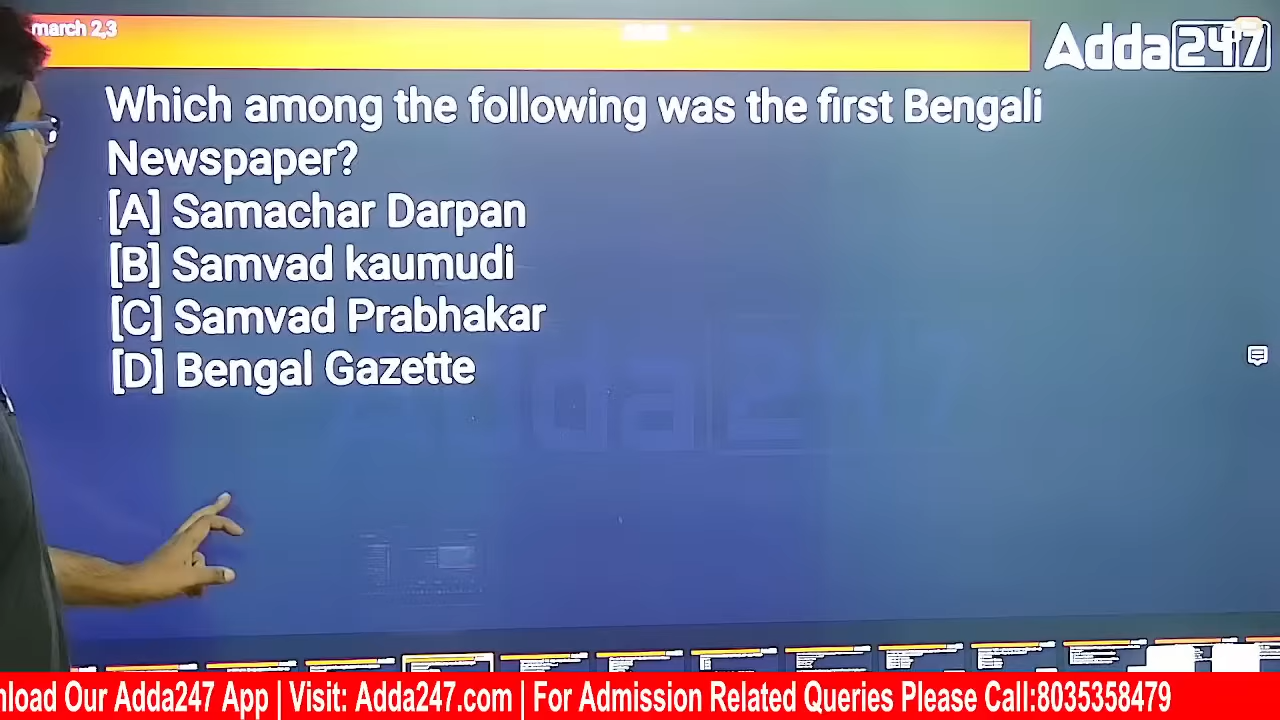 march 2,3
Adda247
Which among the following was the first Bengali
Newspaper?
[A] Samachar Darpan
[B] Samvad kaumudi
[C] Samvad Prabhakar
[D] Bengal Gazette
Adda247
nload Our Adda247 App | Visit: Adda247.com | For Admission Related Queries Please Call:8035358479